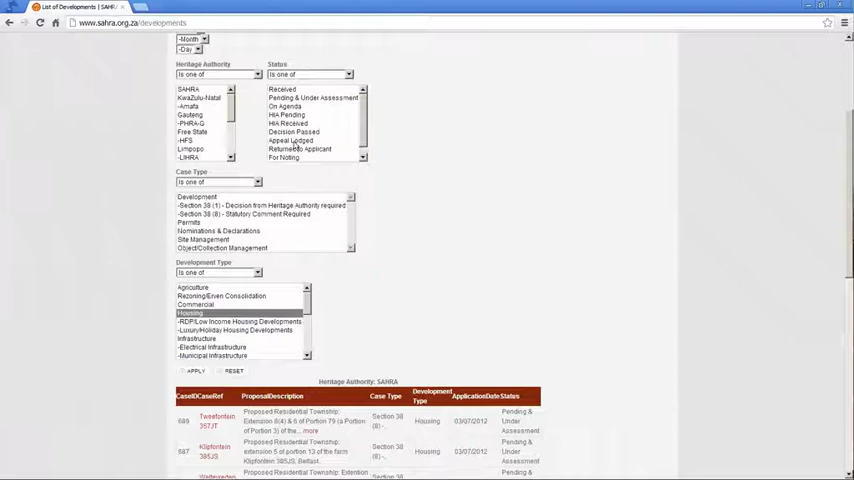 List of Developments | SAHRA
www.sahra.org.za/developments
-Month
-Day
Heritage Authority Status
Is one of Is one of
SAHRA
KwaZulu-Natal
-Amafa
Gauteng
-PHRA-G
Free State
-HFS
Limpopo
-LIHRA
Received
Pending & Under Assessment
On Agenda
HIA Pending
HIA Received
Decision Passed
Appeal Lodged
Returned to Applicant
For Noting
Case Type
Is one of
Development
-Section 38 (1) - Decision from Heritage Authority required
-Section 38 (8) - Statutory Comment Required
Permits
Nominations & Declarations
Site Management
Object/Collection Management
Development Type
Is one of
Agriculture
Rezoning/Erven Consolidation
Commercial
Housing
-RDP/Low Income Housing Developments
-Luxury/Holiday Housing Developments
Infrastructure
-Electrical Infrastructure
-Municipal Infrastructure
APPLY RESET
Heritage Authority: SAHRA
CaseID CaseRef ProposalDescription Case Type Development Type ApplicationDate Status
689 Tweefontein 357JT Proposed Residential Township: Extension 8(4) & 6 of Portion 79 (a Portion of Portion 3) of the... more Section 38 (8) -. Housing 03/07/2012 Pending & Under Assessment
687 Klipfontein 385JS Proposed Residential Township: extension 5 of portion 13 of the farm Klipfontein 385JS, Belfast. Section 38 (8) -. Housing 03/07/2012 Pending & Under Assessment
Proposed Residential Township: Extension Section 38 Pending &